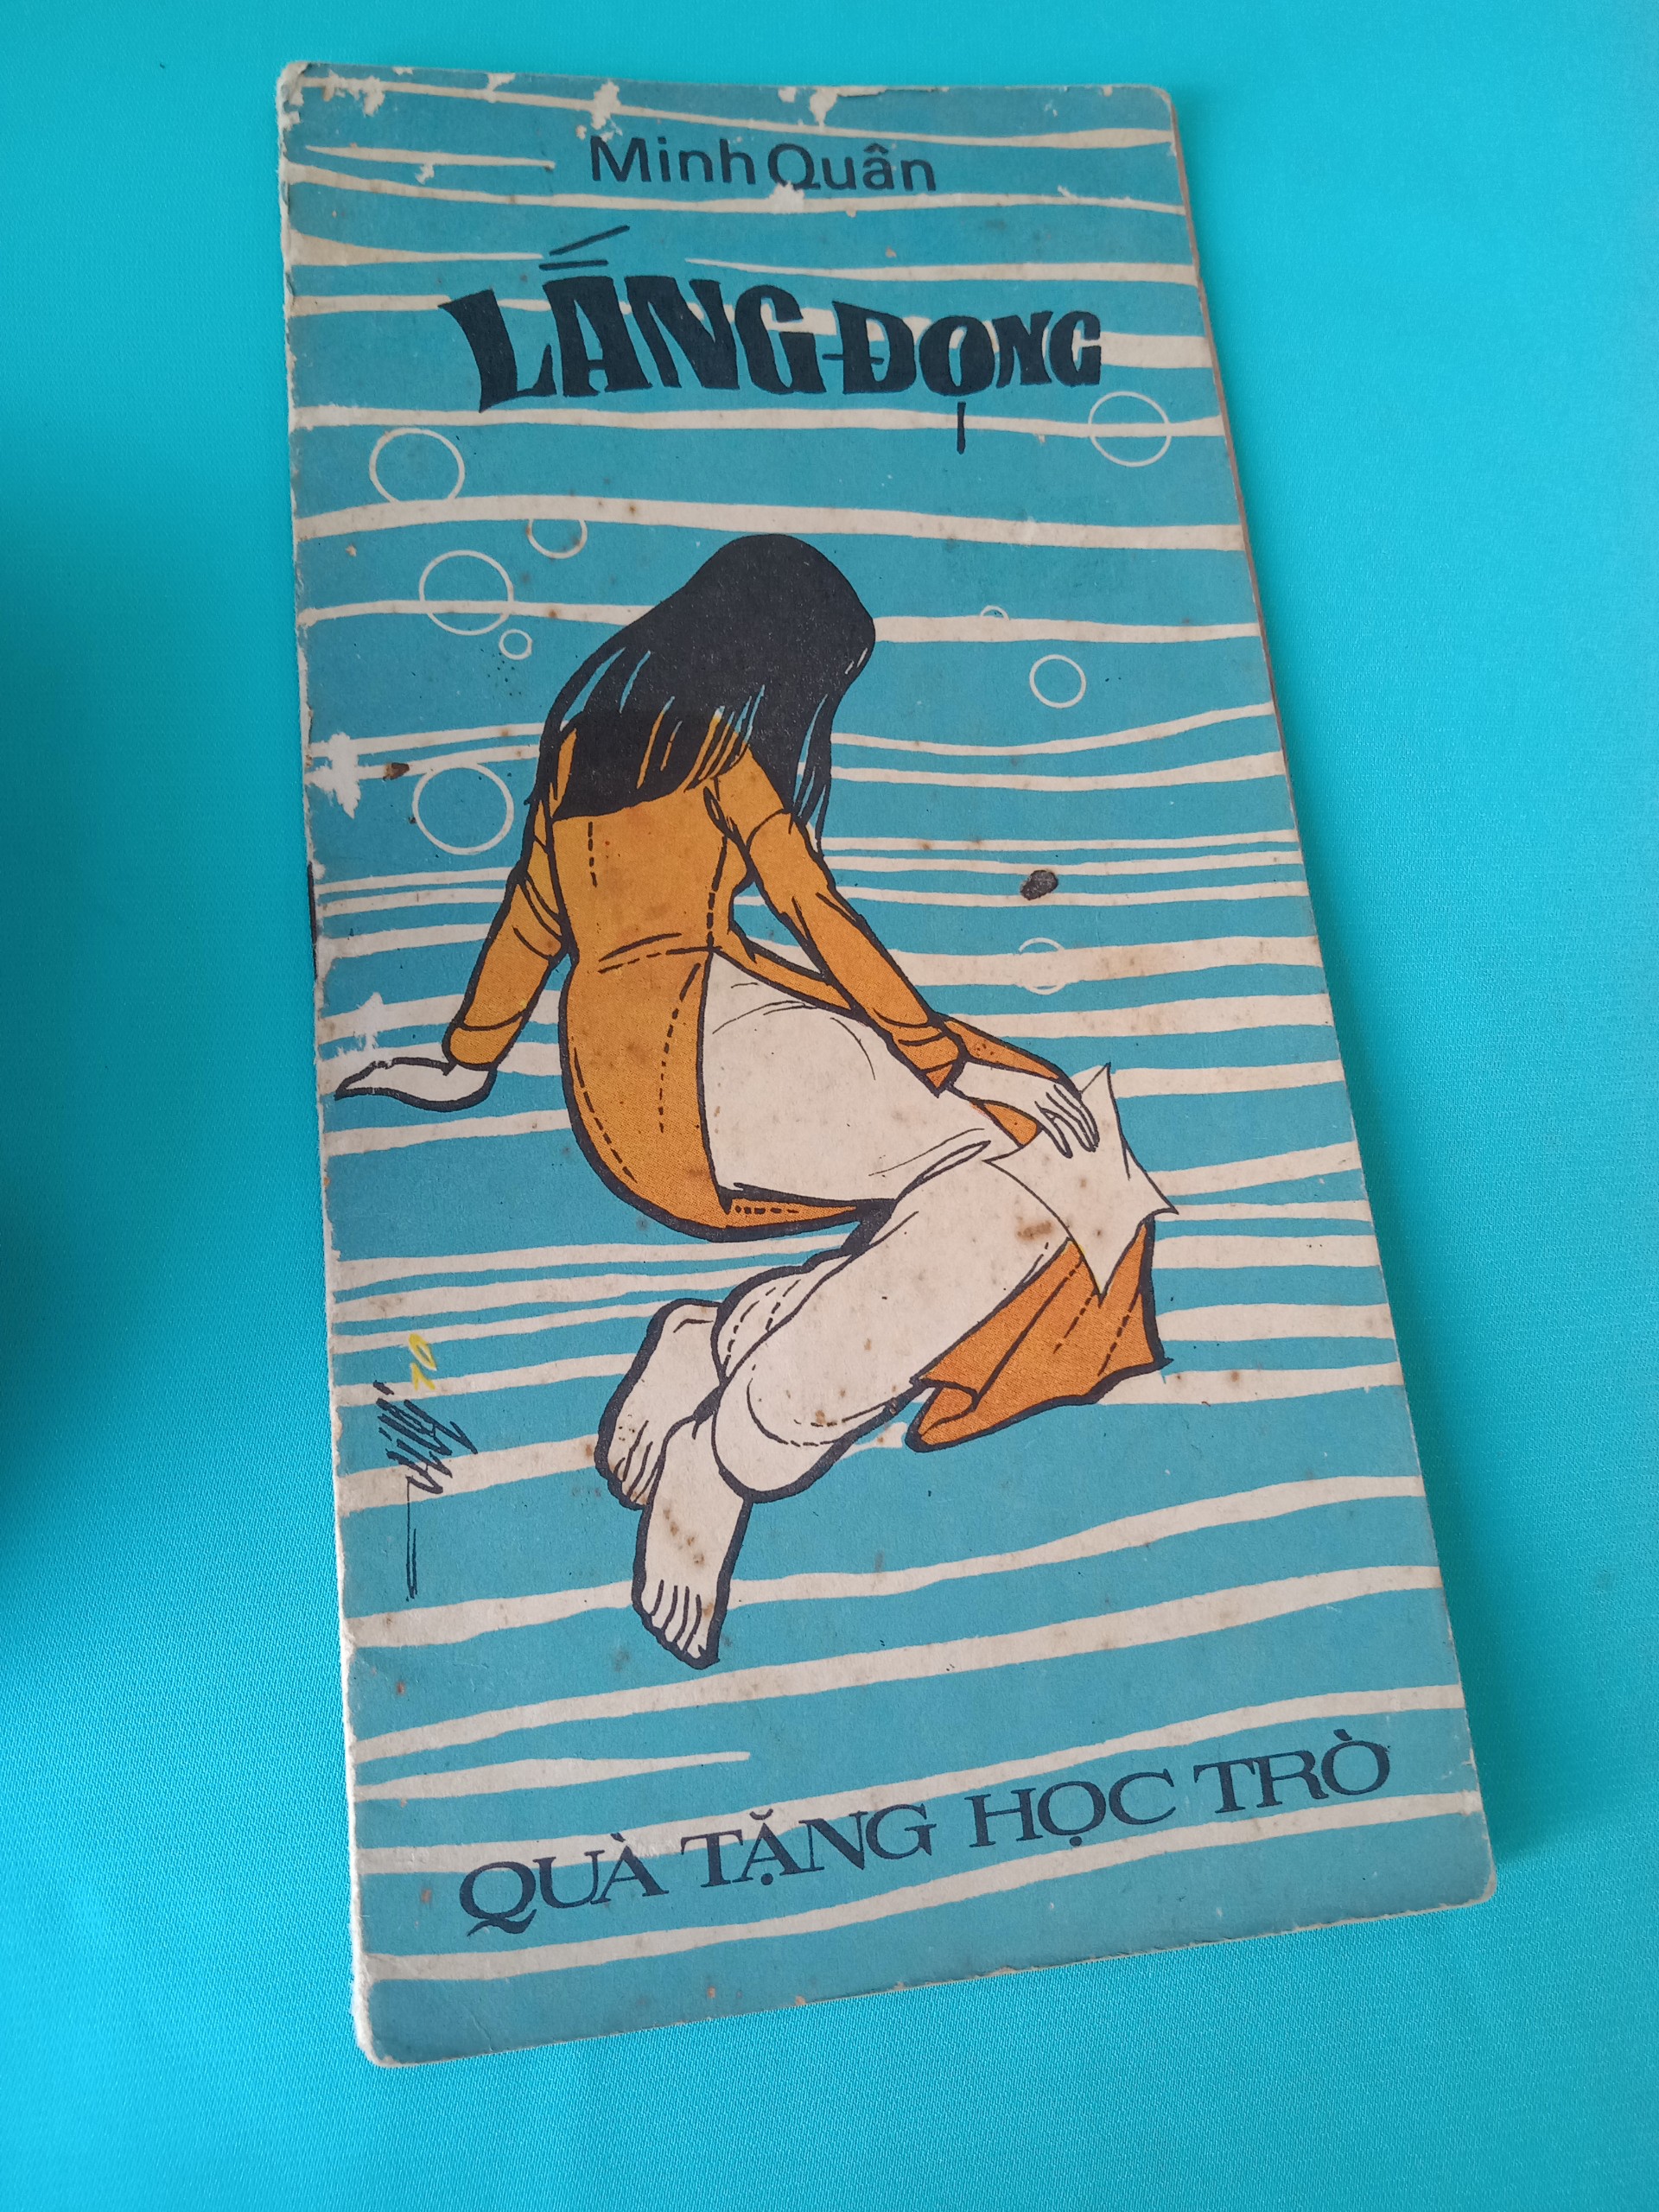 Minh Quân
LẮNG-ĐỌNG
QUÀ TẶNG HỌC TRÒ